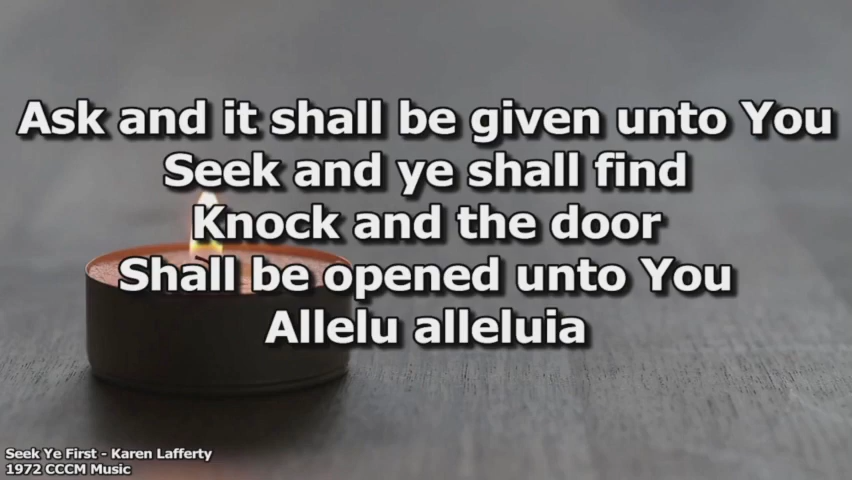 Ask and it shall be given unto You
Seek and ye shall find
Knock and the door
Shall be opened unto You
Allelu alleluia
Seek Ye First - Karen Lafferty
1972 CCCM Music